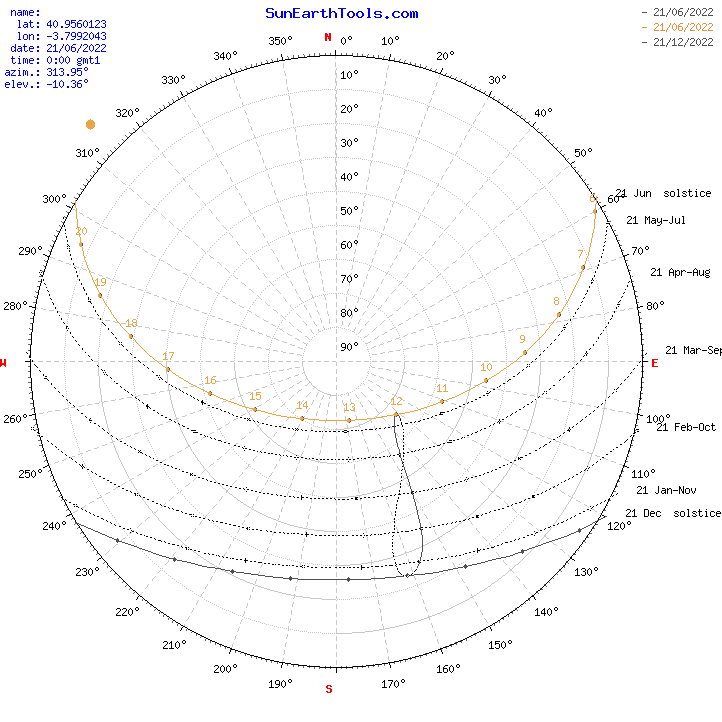 name:
lat: 40.9560123
lon: -3.7992043
date: 21/06/2022
time: 0:00 gmt1
azim.: 313.95°
elev.: -10.36°
SunEarthTools.com
— 21/06/2022
— 21/06/2022
— 21/12/2022
N
350° 0° 10°
340° 20°
330° 30°
320° 40°
310° 50°
300° 60°
290° 70°
280° 80°
W E
260° 100°
250° 110°
240° 120°
230° 130°
220° 140°
210° 150°
200° 160°
190° 170°
S
10°
20°
30°
40°
50°
60°
70°
80°
90°
21 Jun solstice
21 May-Jul
21 Apr-Aug
21 Mar-Sep
21 Feb-Oct
21 Jan-Nov
21 Dec solstice
20 19 18 17 16 15 14 13 12 11 10 9 8 7